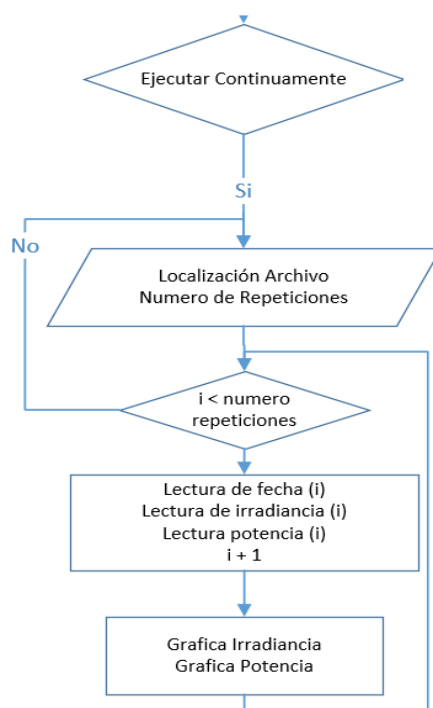 Ejecutar Continuamente
Si
No
Localización Archivo
Numero de Repeticiones
i < numero
repeticiones
Lectura de fecha (i)
Lectura de irradiancia (i)
Lectura potencia (i)
i + 1
Grafica Irradiancia
Grafica Potencia